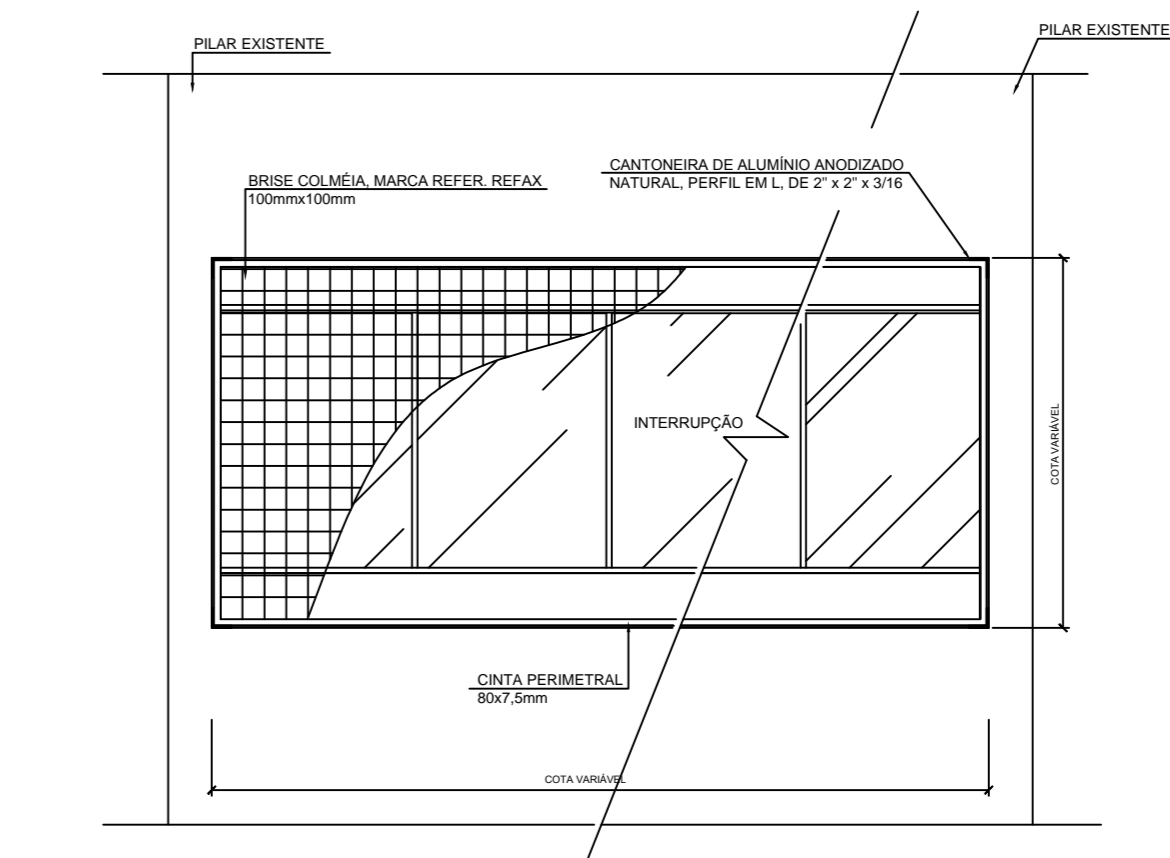 PILAR EXISTENTE
PILAR EXISTENTE
BRISE COLMÉIA, MARCA REFER. REFAX
100mmx100mm
CANTONEIRA DE ALUMÍNIO ANODIZADO
NATURAL, PERFIL EM L, DE 2" x 2" x 3/16
INTERRUPÇÃO
COTA VARIÁVEL
CINTA PERIMETRAL
80x7,5mm
COTA VARIÁVEL